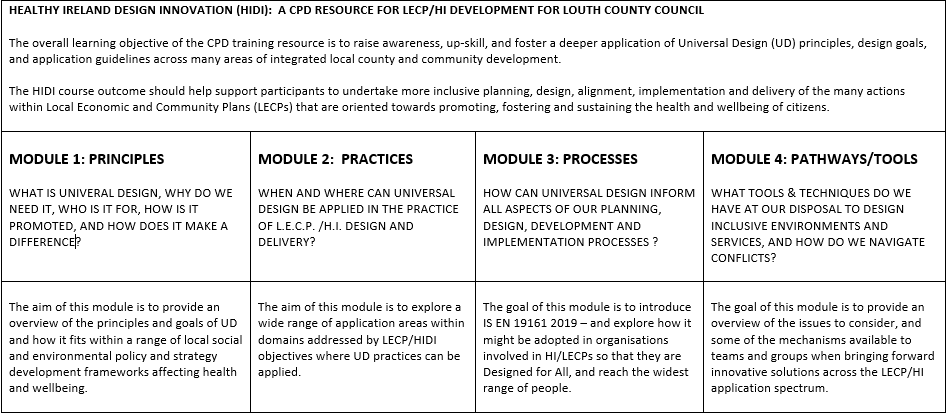 HEALTHY IRELAND DESIGN INNOVATION (HIDI):  A CPD RESOURCE FOR LECP/HI DEVELOPMENT FOR LOUTH COUNTY COUNCIL
The overall learning objective of the CPD training resource is to raise awareness, up-skill, and foster a deeper application of Universal Design (UD) principles, design goals,
and application guidelines across many areas of integrated local county and community development.
The HIDI course outcome should help support participants to undertake more inclusive planning, design, alignment, implementation and delivery of the many actions
within Local Economic and Community Plans (LECPs) that are oriented towards promoting, fostering and sustaining the health and wellbeing of citizens.
MODULE 1: PRINCIPLES
WHAT IS UNIVERAL DESIGN, WHY DO WE
NEED IT, WHO IS IT FOR, HOW IS IT
PROMOTED, AND HOW DOES IT MAKE A
DIFFERENCE?
MODULE 2:  PRACTICES
WHEN AND WHERE CAN UNIVERSAL
DESIGN BE APPLIED IN THE PRACTICE
OF L.E.C.P. /H.I. DESIGN AND
DELIVERY?
MODULE 3: PROCESSES
HOW CAN UNIVERSAL DESIGN INFORM
ALL ASPECTS OF OUR PLANNING,
DESIGN, DEVELOPMENT AND
IMPLEMENTATION PROCESSES ?
MODULE 4: PATHWAYS/TOOLS
WHAT TOOLS & TECHNIQUES DO WE
HAVE AT OUR DISPOSAL TO DESIGN
INCLUSIVE ENVIRONMENTS AND
SERVICES, AND HOW DO WE NAVIGATE
CONFLICTS?
The aim of this module is to provide an
overview of the principles and goals of UD
and how it fits within a range of local social
and environmental policy and strategy
development frameworks affecting health
and wellbeing.
The aim of this module is to explore a
wide range of application areas within
domains addressed by LECP/HIDI
objectives where UD practices can be
applied.
The goal of this module is to introduce
IS EN 19161 2019 – and explore how it
might be adopted in organisations
involved in HI/LECPs so that they are
Designed for All, and reach the widest
range of people.
The goal of this module is to provide an
overview of the issues to consider, and
some of the mechanisms available to
teams and groups when bringing forward
innovative solutions across the LECP/HI
application spectrum.